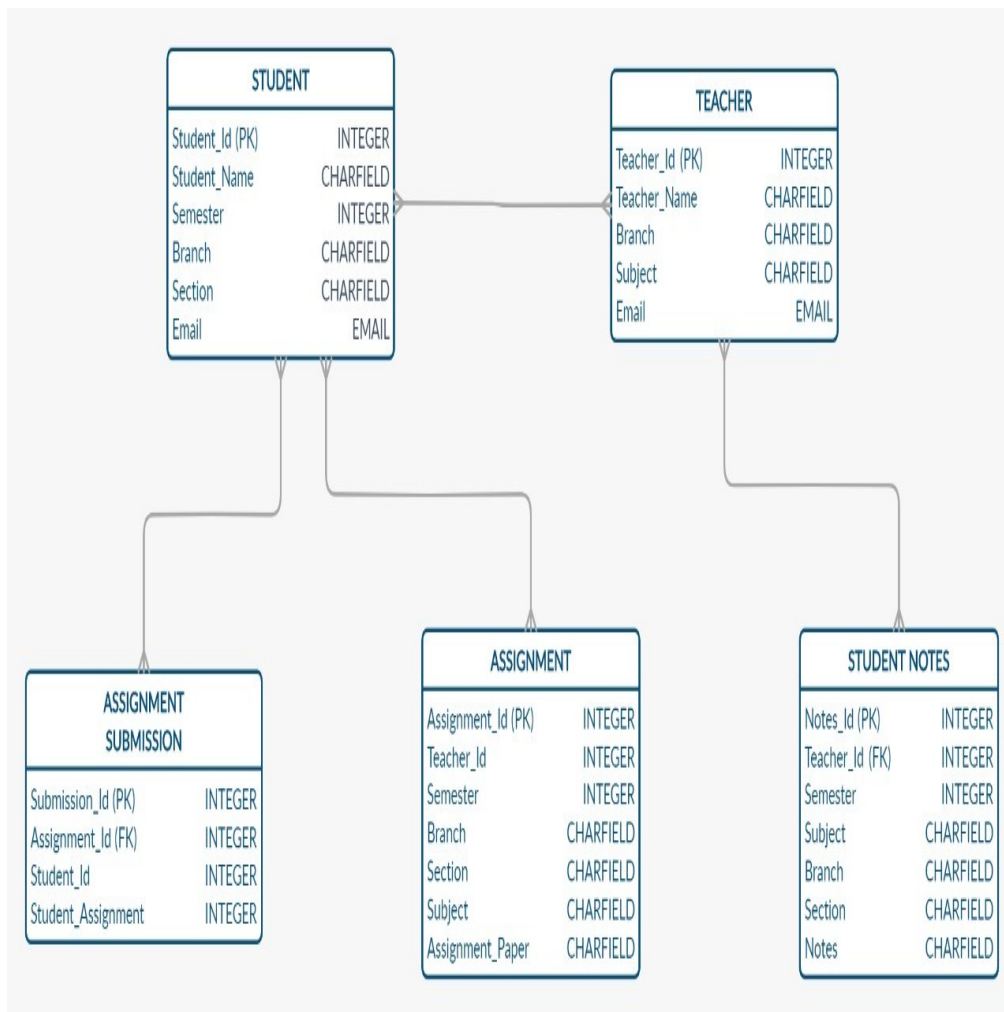 STUDENT
Student_Id (PK) INTEGER
Student_Name CHARFIELD
Semester INTEGER
Branch CHARFIELD
Section CHARFIELD
Email EMAIL
TEACHER
Teacher_Id (PK) INTEGER
Teacher_Name CHARFIELD
Branch CHARFIELD
Subject CHARFIELD
Email EMAIL
ASSIGNMENT
SUBMISSION
Submission_Id (PK) INTEGER
Assignment_Id (FK) INTEGER
Student_Id INTEGER
Student_Assignment INTEGER
ASSIGNMENT
Assignment_Id (PK) INTEGER
Teacher_Id INTEGER
Semester INTEGER
Branch CHARFIELD
Section CHARFIELD
Subject CHARFIELD
Assignment_Paper CHARFIELD
STUDENT NOTES
Notes_Id (PK) INTEGER
Teacher_Id (FK) INTEGER
Semester INTEGER
Subject CHARFIELD
Branch CHARFIELD
Section CHARFIELD
Notes CHARFIELD